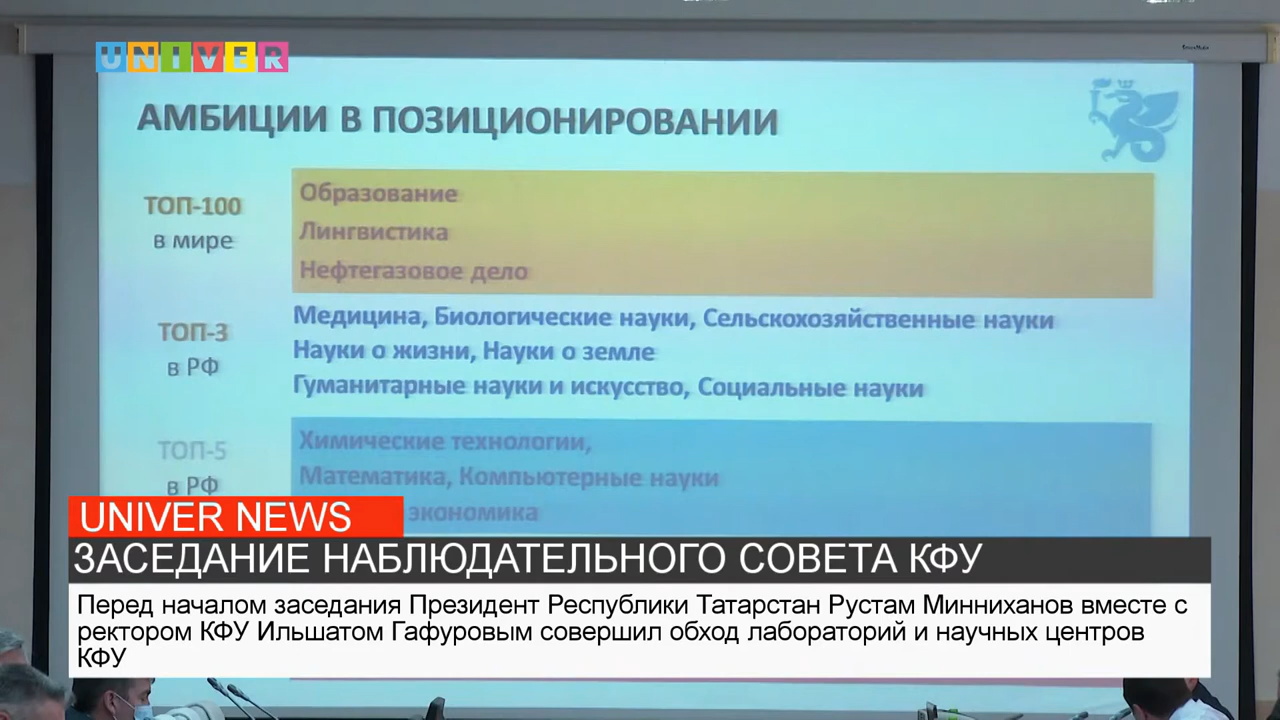 UNIVER
АМБИЦИИ В ПОЗИЦИОНИРОВАНИИ
ТОП-100
в мире
Образование
Лингвистика
Нефтегазовое дело
ТОП-3
в РФ
Медицина, Биологические науки, Сельскохозяйственные науки
Науки о жизни, Науки о земле
Гуманитарные науки и искусство, Социальные науки
ТОП-5
в РФ
Химические технологии,
Математика, Компьютерные науки
экономика
UNIVER NEWS
ЗАСЕДАНИЕ НАБЛЮДАТЕЛЬНОГО СОВЕТА КФУ
Перед началом заседания Президент Республики Татарстан Рустам Минниханов вместе с
ректором КФУ Ильшатом Гафуровым совершил обход лабораторий и научных центров
КФУ